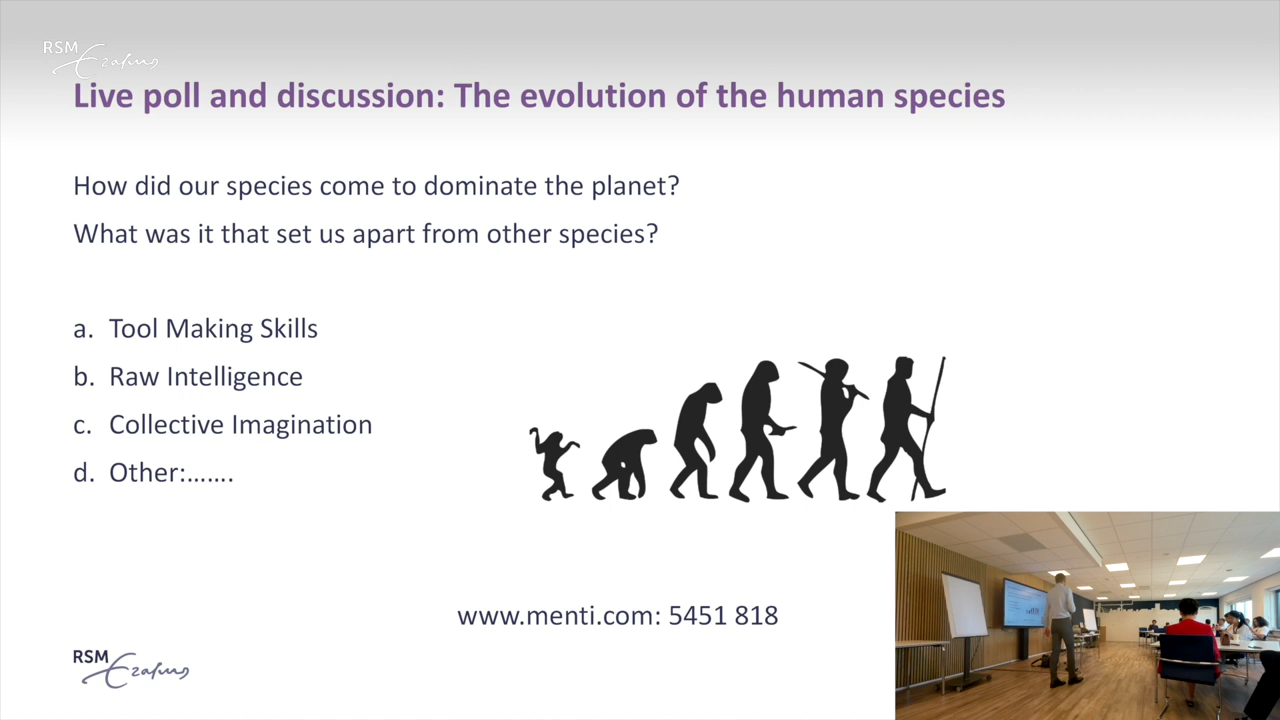 RSM
Erasmus
Live poll and discussion: The evolution of the human species
How did our species come to dominate the planet?
What was it that set us apart from other species?
a. Tool Making Skills
b. Raw Intelligence
c. Collective Imagination
d. Other:.......
www.menti.com: 5451 818
RSM
Erasmus